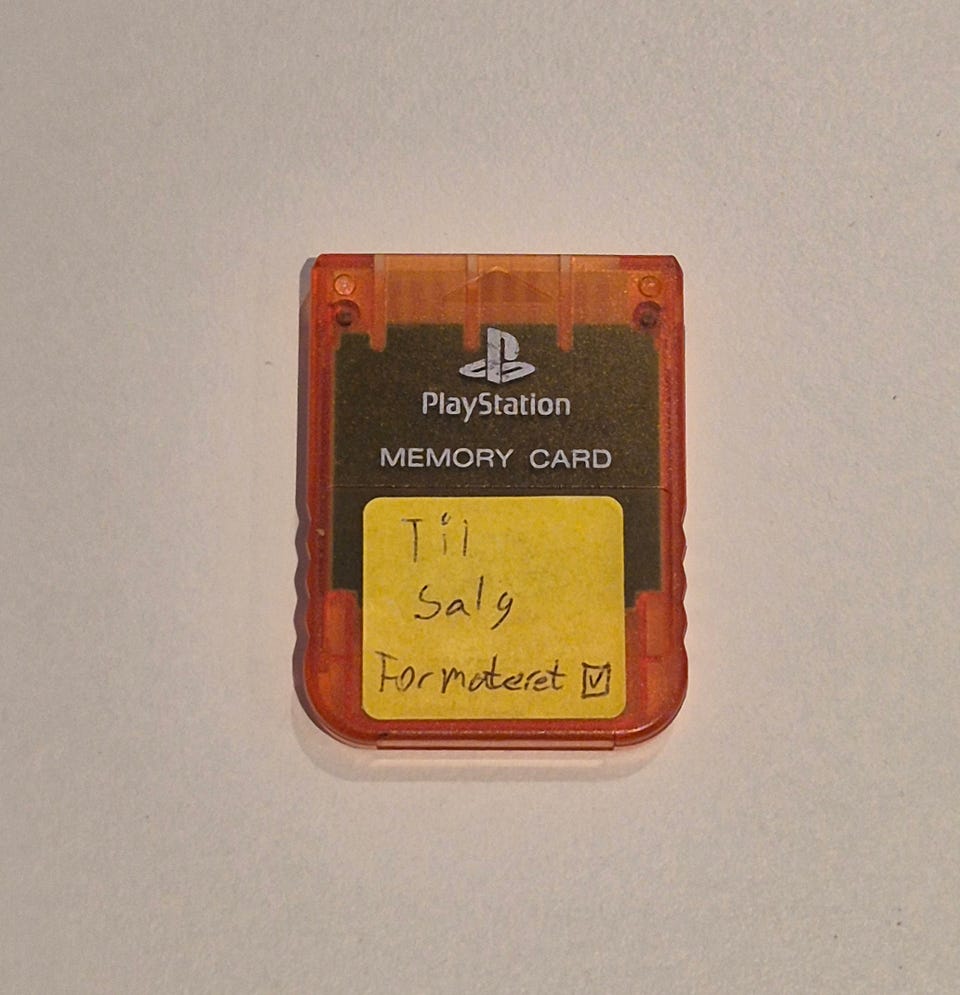 PlayStation
MEMORY CARD
Til
Salg
Formateret